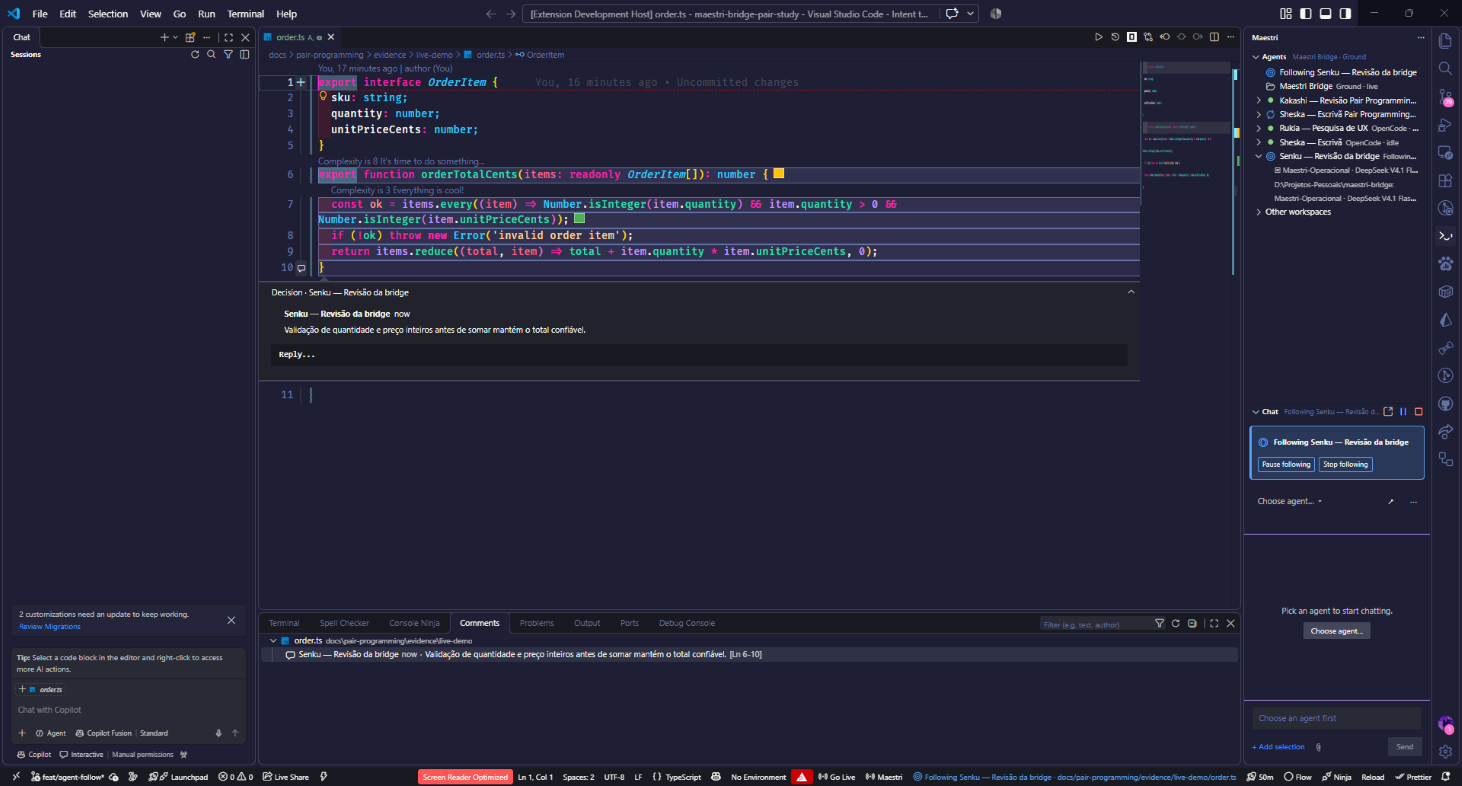 File Edit Selection View Go Run Terminal Help
[Extension Development Host] order.ts - maestri-bridge-pair-study - Visual Studio Code - Intent t...
Chat
Sessions
2 customizations need an update to keep working.
Review Migrations
Tip: Select a code block in the editor and right-click to access
more AI actions.
order.ts
Chat with Copilot
Agent Copilot Fusion Standard
Copilot Interactive Manual permissions
order.ts A,
docs > pair-programming > evidence > live-demo > order.ts > OrderItem
You, 17 minutes ago | author (You)
1 export interface OrderItem { You, 16 minutes ago • Uncommitted changes
2 sku: string;
3 quantity: number;
4 unitPriceCents: number;
5 }
Complexity is 8 It's time to do something...
6 export function orderTotalCents(items: readonly OrderItem[]): number {
Complexity is 3 Everything is cool!
7 const ok = items.every((item) => Number.isInteger(item.quantity) && item.quantity > 0 &&
Number.isInteger(item.unitPriceCents));
8 if (!ok) throw new Error('invalid order item');
9 return items.reduce((total, item) => total + item.quantity * item.unitPriceCents, 0);
10 }
Decision · Senku — Revisão da bridge
Senku — Revisão da bridge now
Validação de quantidade e preço inteiros antes de somar mantém o total confiável.
Reply...
11
Terminal Spell Checker Console Ninja Comments Problems Output Ports Debug Console
Filter (e.g. text, author)
order.ts docs\pair-programming\evidence\live-demo
Senku — Revisão da bridge now · Validação de quantidade e preço inteiros antes de somar mantém o total confiável. [Ln 6-10]
Maestri
Agents Maestri Bridge · Ground
Following Senku — Revisão da bridge
Maestri Bridge Ground · live
Kakashi — Revisão Pair Programmin...
Sheska — Escrivã Pair Programming...
Rukia — Pesquisa de UX OpenCode · ...
Sheska — Escrivã OpenCode · idle
Senku — Revisão da bridge Followin...
Maestri-Operacional · DeepSeek V4.1 Fl...
D:\Projetos-Pessoais\maestri-bridge:
Maestri-Operacional · DeepSeek V4.1 Flas...
Other workspaces
79
Chat Following Senku — Revisão d...
Following Senku — Revisão da bridge
Pause following Stop following
Choose agent...
Pick an agent to start chatting.
Choose agent...
Choose an agent first
+ Add selection Send
1
feat/agent-follow* Launchpad 0 0 Live Share Screen Reader Optimized Ln 1, Col 1 Spaces: 2 UTF-8 LF { } TypeScript No Environment Go Live Maestri Following Senku — Revisão da bridge · docs/pair-programming/evidence/live-demo/order.ts 50m Flow Ninja Reload Prettier